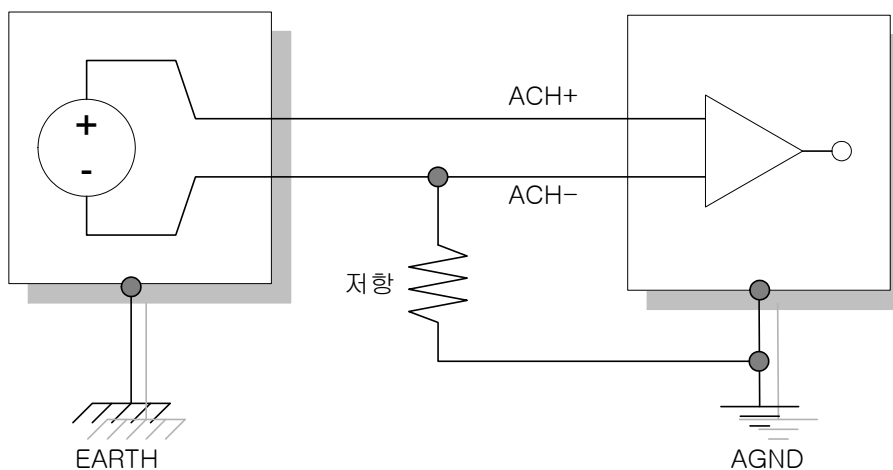 ACH+
+
-
ACH-
저항
EARTH
AGND